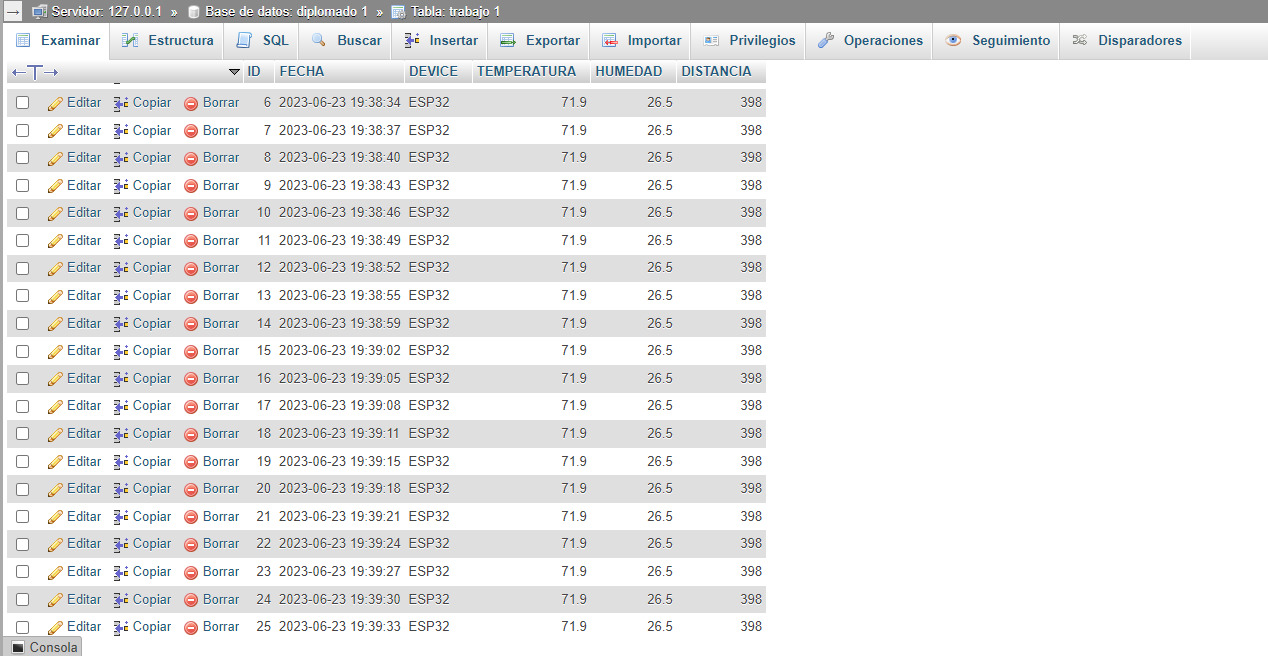 Servidor: 127.0.0.1 » Base de datos: diplomado 1 » Tabla: trabajo 1
Examinar Estructura SQL Buscar Insertar Exportar Importar Privilegios Operaciones Seguimiento Disparadores
←T→ ID FECHA DEVICE TEMPERATURA HUMEDAD DISTANCIA
Editar Copiar Borrar 6 2023-06-23 19:38:34 ESP32 71.9 26.5 398
Editar Copiar Borrar 7 2023-06-23 19:38:37 ESP32 71.9 26.5 398
Editar Copiar Borrar 8 2023-06-23 19:38:40 ESP32 71.9 26.5 398
Editar Copiar Borrar 9 2023-06-23 19:38:43 ESP32 71.9 26.5 398
Editar Copiar Borrar 10 2023-06-23 19:38:46 ESP32 71.9 26.5 398
Editar Copiar Borrar 11 2023-06-23 19:38:49 ESP32 71.9 26.5 398
Editar Copiar Borrar 12 2023-06-23 19:38:52 ESP32 71.9 26.5 398
Editar Copiar Borrar 13 2023-06-23 19:38:55 ESP32 71.9 26.5 398
Editar Copiar Borrar 14 2023-06-23 19:38:59 ESP32 71.9 26.5 398
Editar Copiar Borrar 15 2023-06-23 19:39:02 ESP32 71.9 26.5 398
Editar Copiar Borrar 16 2023-06-23 19:39:05 ESP32 71.9 26.5 398
Editar Copiar Borrar 17 2023-06-23 19:39:08 ESP32 71.9 26.5 398
Editar Copiar Borrar 18 2023-06-23 19:39:11 ESP32 71.9 26.5 398
Editar Copiar Borrar 19 2023-06-23 19:39:15 ESP32 71.9 26.5 398
Editar Copiar Borrar 20 2023-06-23 19:39:18 ESP32 71.9 26.5 398
Editar Copiar Borrar 21 2023-06-23 19:39:21 ESP32 71.9 26.5 398
Editar Copiar Borrar 22 2023-06-23 19:39:24 ESP32 71.9 26.5 398
Editar Copiar Borrar 23 2023-06-23 19:39:27 ESP32 71.9 26.5 398
Editar Copiar Borrar 24 2023-06-23 19:39:30 ESP32 71.9 26.5 398
Editar Copiar Borrar 25 2023-06-23 19:39:33 ESP32 71.9 26.5 398
Consola